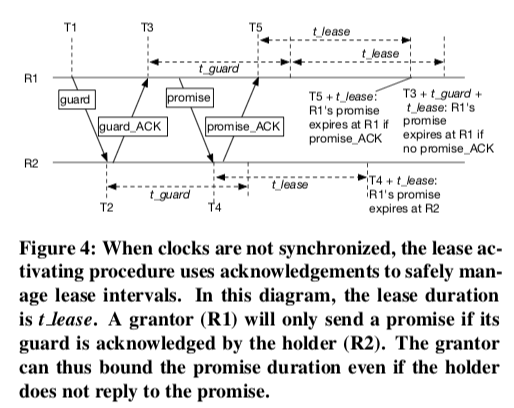 T1 T3 T5 t_lease
t_guard t_lease
R1
guard promise
guard_ACK promise_ACK
T5 + t_lease:
R1's promise
expires at R1 if
promise_ACK
T3 + t_guard +
t_lease: R1's
promise
expires at R1 if
no promise_ACK
R2
t_guard t_lease
T2 T4
T4 + t_lease:
R1's promise
expires at R2
Figure 4: When clocks are not synchronized, the lease ac-
tivating procedure uses acknowledgements to safely man-
age lease intervals. In this diagram, the lease duration
is t_lease. A grantor (R1) will only send a promise if its
guard is acknowledged by the holder (R2). The grantor
can thus bound the promise duration even if the holder
does not reply to the promise.